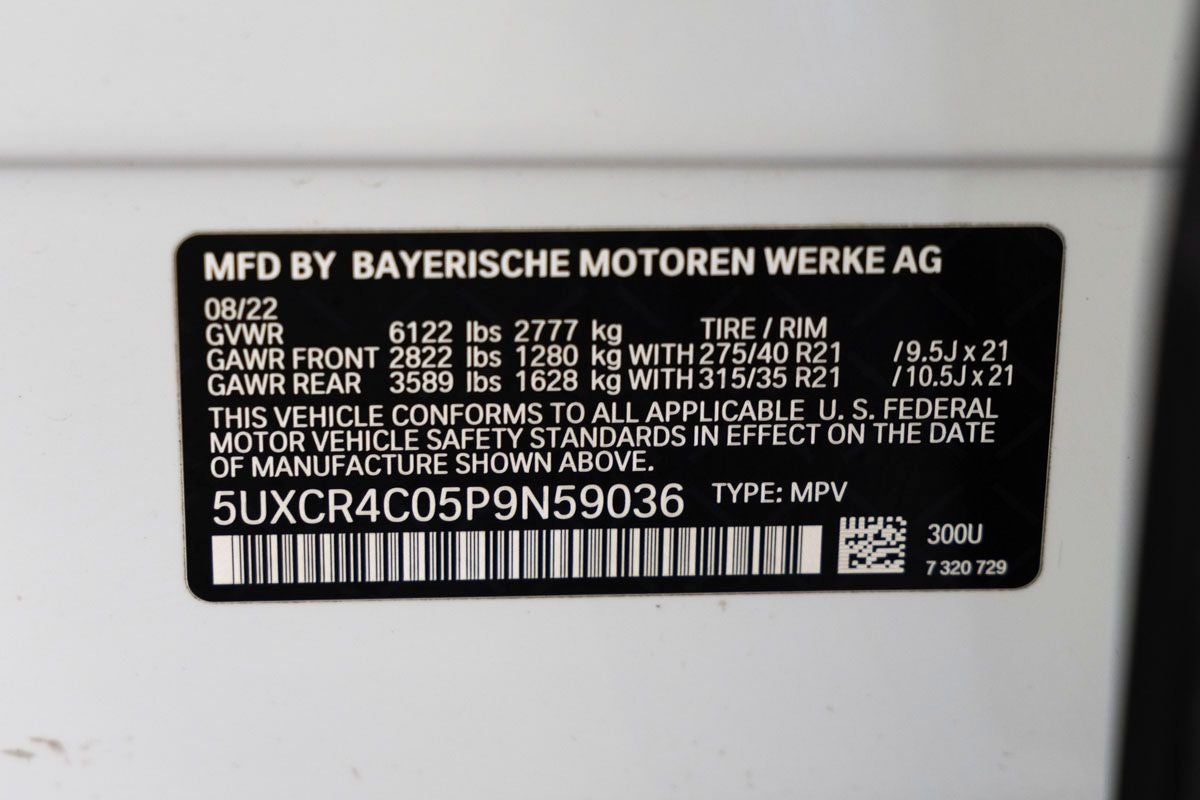 MFD BY BAYERISCHE MOTOREN WERKE AG
08/22
GVWR 6122 lbs 2777 kg TIRE / RIM
GAWR FRONT 2822 lbs 1280 kg WITH 275/40 R21 / 9.5J x 21
GAWR REAR 3589 lbs 1628 kg WITH 315/35 R21 / 10.5J x 21
THIS VEHICLE CONFORMS TO ALL APPLICABLE U. S. FEDERAL
MOTOR VEHICLE SAFETY STANDARDS IN EFFECT ON THE DATE
OF MANUFACTURE SHOWN ABOVE.
5UXCR4C05P9N59036 TYPE: MPV
300U
7 320 729